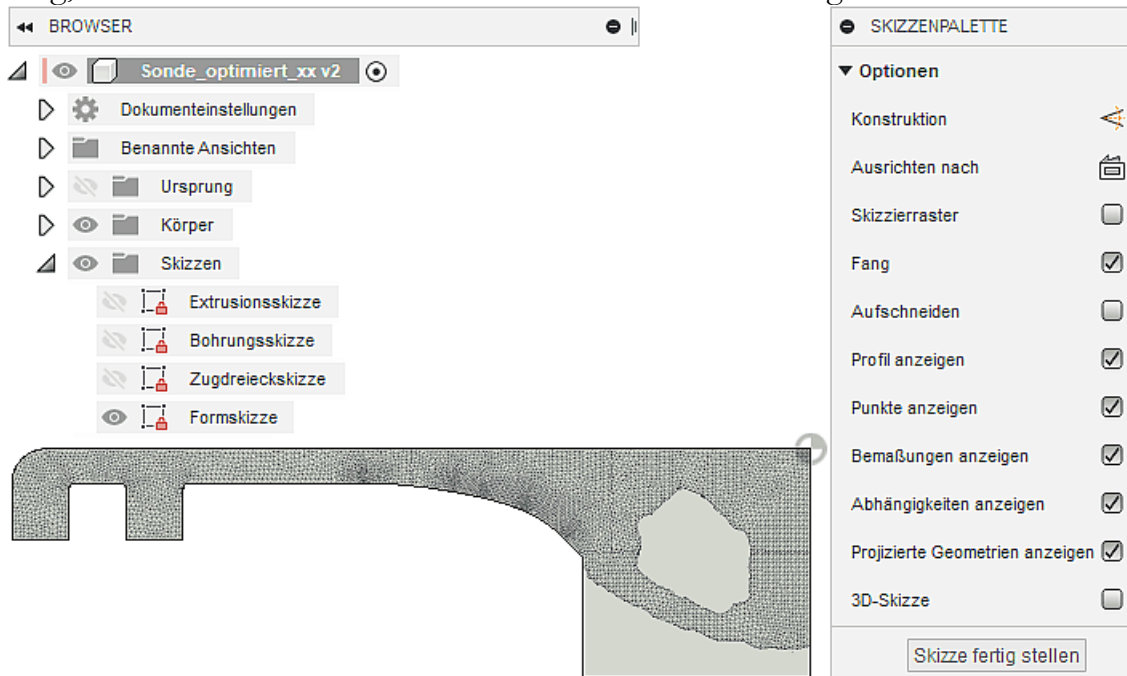 BROWSER
Sonde_optimiert_xx v2
Dokumenteinstellungen
Benannte Ansichten
Ursprung
Körper
Skizzen
Extrusionsskizze
Bohrungsskizze
Zugdreieckskizze
Formskizze
SKIZZENPALETTE
Optionen
Konstruktion
Ausrichten nach
Skizzierraster
Fang
Aufschneiden
Profil anzeigen
Punkte anzeigen
Bemaßungen anzeigen
Abhängigkeiten anzeigen
Projizierte Geometrien anzeigen
3D-Skizze
Skizze fertig stellen